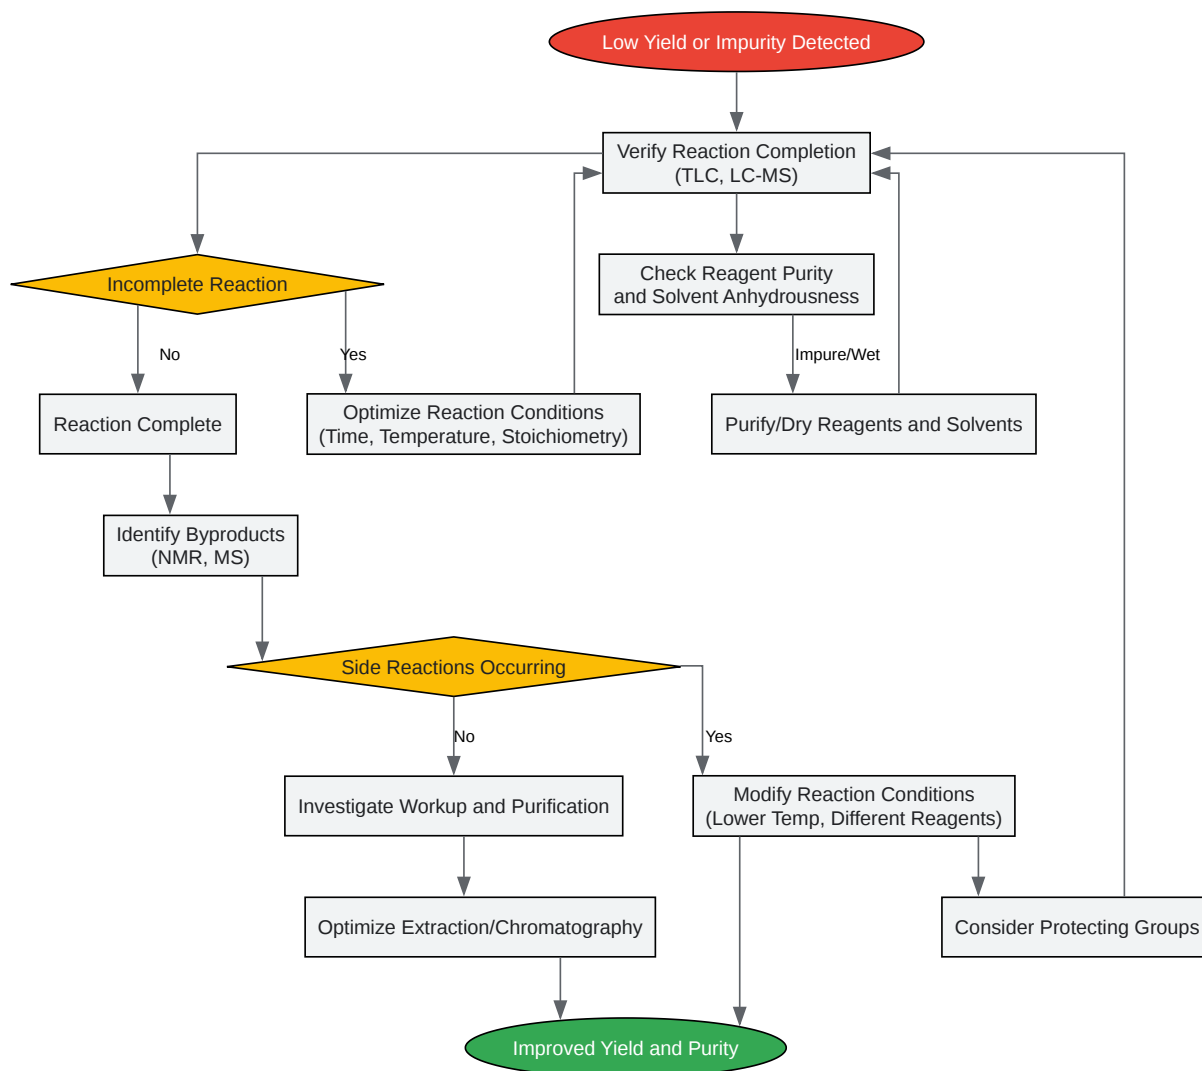 Low Yield or Impurity Detected
Verify Reaction Completion
(TLC, LC-MS)
Incomplete Reaction
Check Reagent Purity
and Solvent Anhydrousness
No
Yes
Impure/Wet
Reaction Complete
Optimize Reaction Conditions
(Time, Temperature, Stoichiometry)
Purify/Dry Reagents and Solvents
Identify Byproducts
(NMR, MS)
Side Reactions Occurring
No
Yes
Investigate Workup and Purification
Modify Reaction Conditions
(Lower Temp, Different Reagents)
Optimize Extraction/Chromatography
Consider Protecting Groups
Improved Yield and Purity